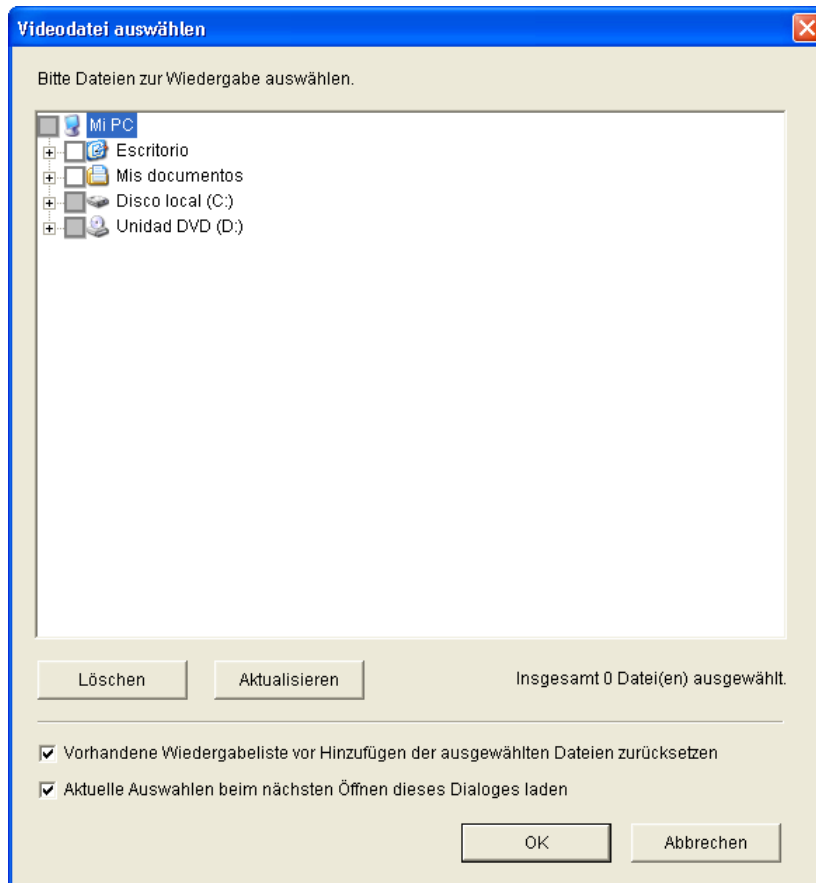 Videodatei auswählen
Bitte Dateien zur Wiedergabe auswählen.
Mi PC
Escritorio
Mis documentos
Disco local (C:)
Unidad DVD (D:)
Löschen Aktualisieren Insgesamt 0 Datei(en) ausgewählt.
Vorhandene Wiedergabeliste vor Hinzufügen der ausgewählten Dateien zurücksetzen
Aktuelle Auswahlen beim nächsten Öffnen dieses Dialoges laden
OK Abbrechen